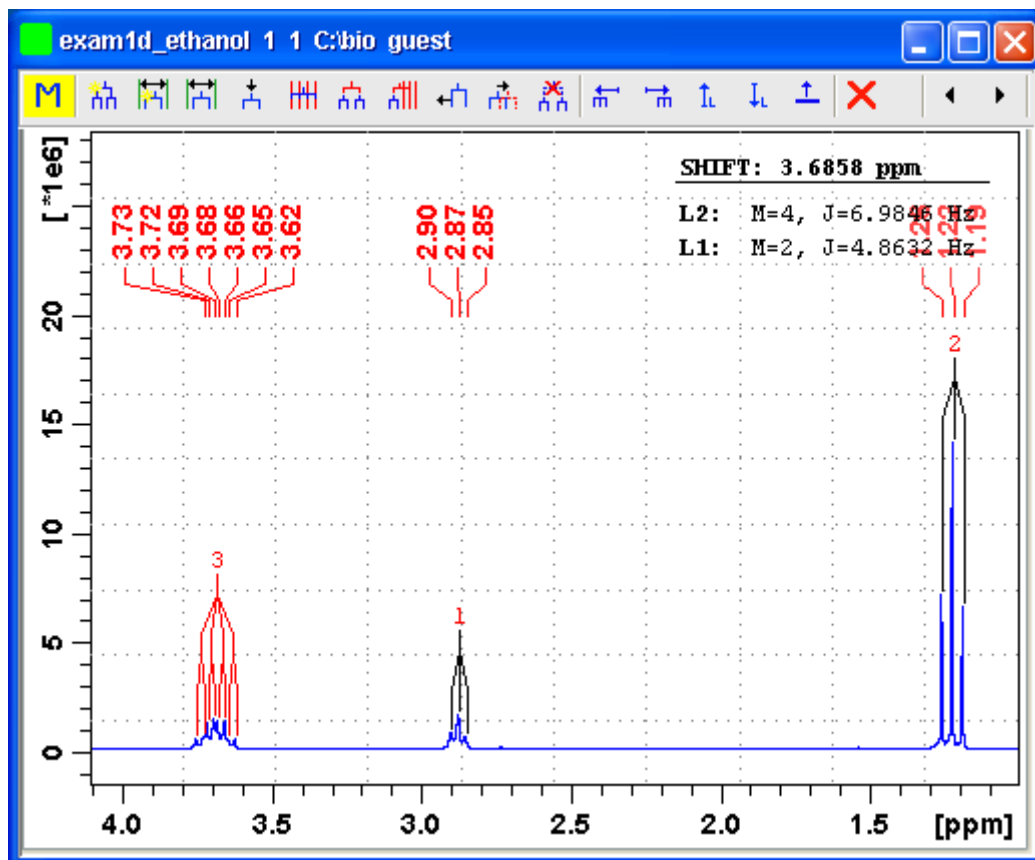 exam1d_ethanol 1 1 C:\bio guest
M
[*1e6]
SHIFT: 3.6858 ppm
L2: M=4, J=6.9846 Hz
L1: M=2, J=4.8632 Hz
3.73 3.72 3.69 3.68 3.66 3.65 3.62
2.90 2.87 2.85
1.19
20
15
10
5
0
3
1
2
4.0 3.5 3.0 2.5 2.0 1.5 [ppm]